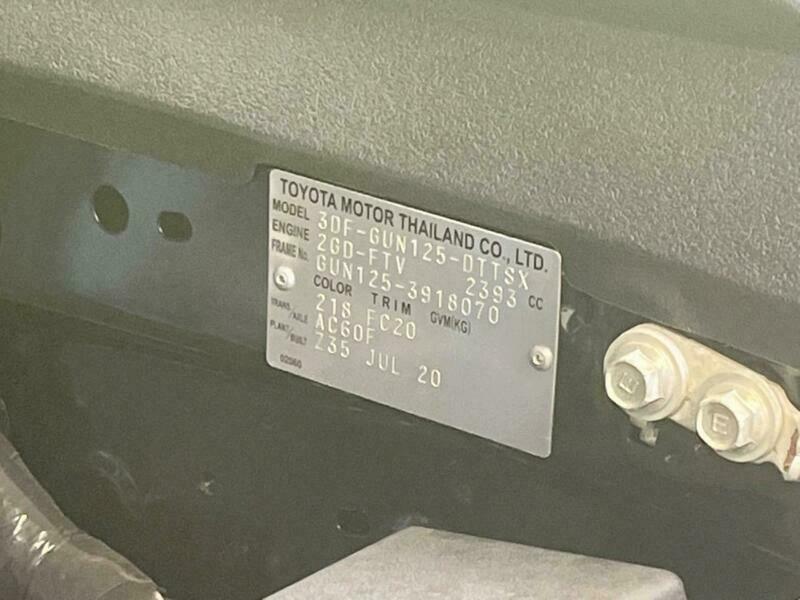 TOYOTA MOTOR THAILAND CO., LTD.
MODEL 3DF-GUN125-DTTSX
ENGINE 2GD-FTV 2393 CC
FRAME No. GUN125-3918070
COLOR TRIM GVM(KG)
218 FC20
TRANS./AXLE AC60F
PLANT/BUILT Z35 JUL 20
02060
E
E